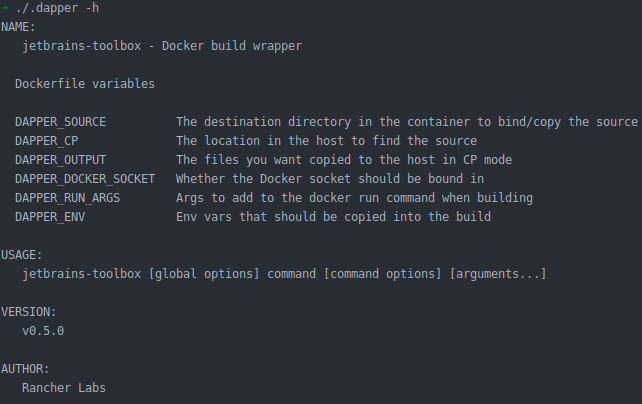 → ./.dapper -h
NAME:
jetbrains-toolbox - Docker build wrapper
Dockerfile variables
DAPPER_SOURCE The destination directory in the container to bind/copy the source
DAPPER_CP The location in the host to find the source
DAPPER_OUTPUT The files you want copied to the host in CP mode
DAPPER_DOCKER_SOCKET Whether the Docker socket should be bound in
DAPPER_RUN_ARGS Args to add to the docker run command when building
DAPPER_ENV Env vars that should be copied into the build
USAGE:
jetbrains-toolbox [global options] command [command options] [arguments...]
VERSION:
v0.5.0
AUTHOR:
Rancher Labs